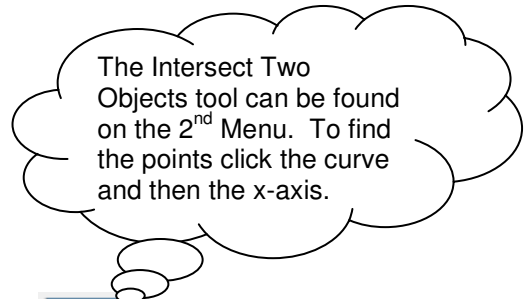 The Intersect Two
Objects tool can be found
on the 2nd Menu.  To find
the points click the curve
and then the x-axis.